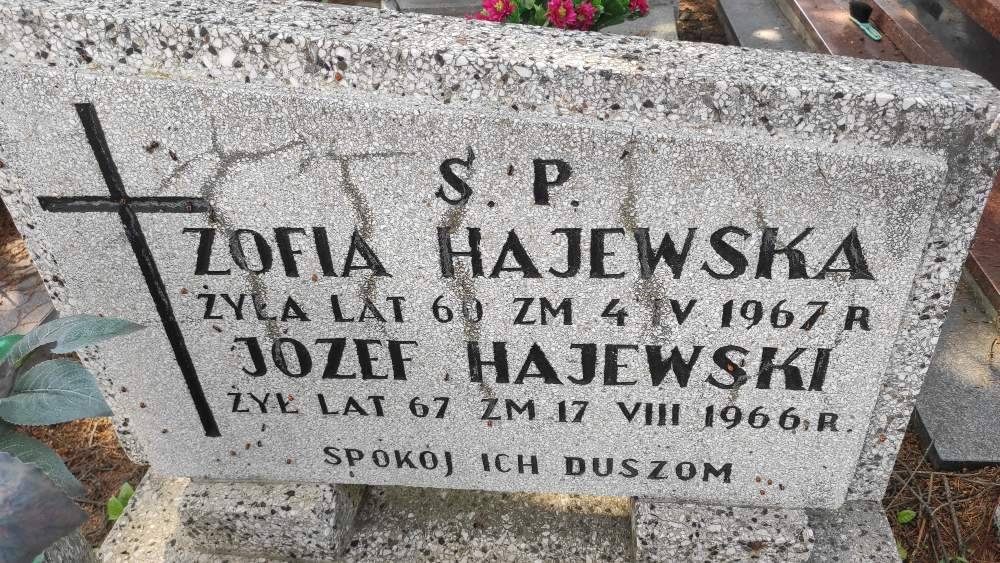 Ś. P.
ZOFIA HAJEWSKA
ŻYŁA LAT 60 ZM 4 V. 1967 R
JÓZEF HAJEWSKI
ŻYŁ LAT 67 ZM 17 VIII 1966 R.
SPOKÓJ ICH DUSZOM